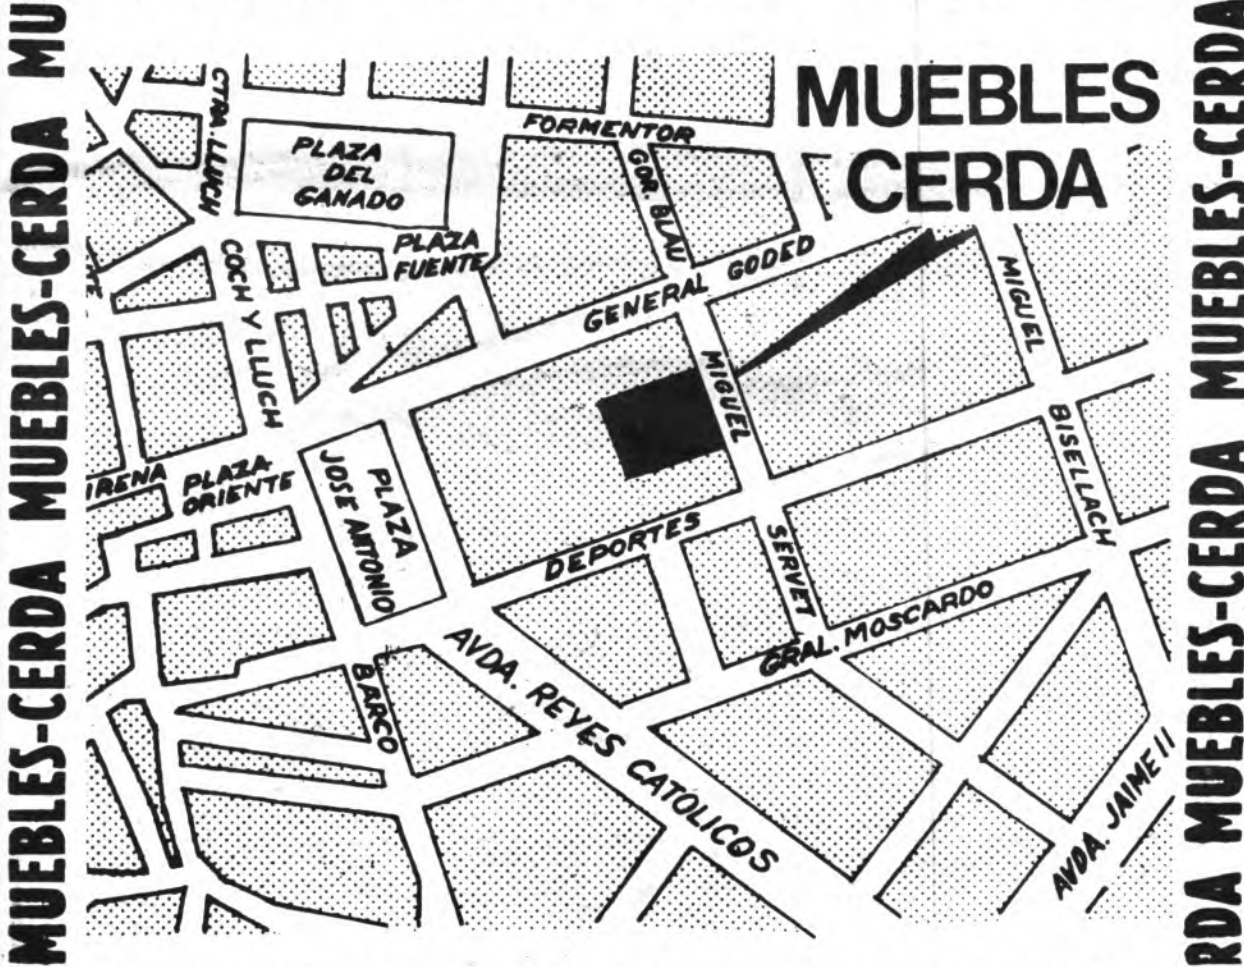 MUEBLES-CERDA MUEBLES-CERDA MU
MUEBLES
CERDA
CTRA. LLUCH
PLAZA
DEL
GANADO
FORMENTOR
GOR. BLAU
PLAZA
FUENTE
COCH Y LLUCH
GENERAL GODED
MIGUEL
BISELLACH
MIGUEL
SERVET
IRENA
PLAZA
ORIENTE
PLAZA
JOSE ANTONIO
DEPORTES
GRAL. MOSCARDO
BARCO
AVDA. REYES CATOLICOS
AVDA. JAIME II
RDA MUEBLES-CERDA MUEBLES-CERDA